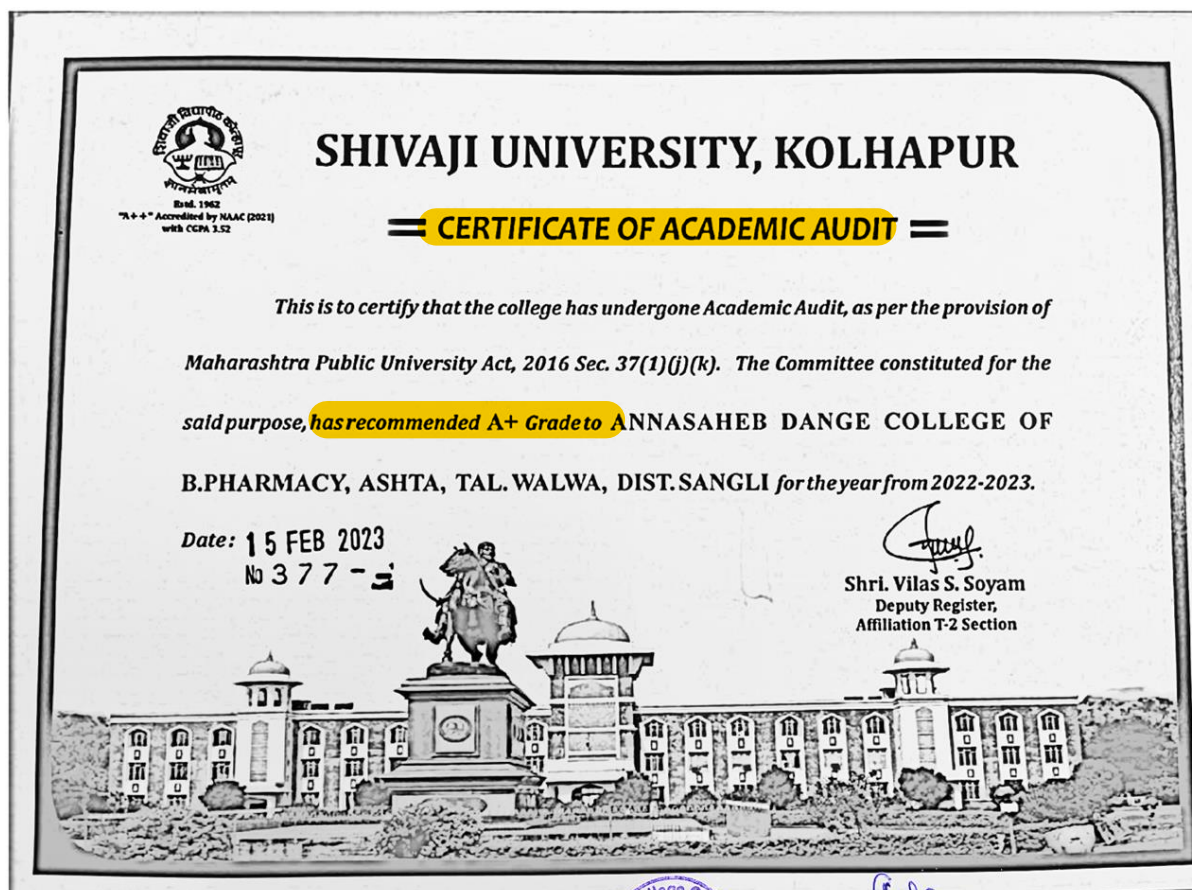 शिवाजी विद्यापीठ कोल्हापूर
ज्ञानमेवामृतम्
Estd. 1962
"A++" Accredited by NAAC (2021)
with CGPA 3.52
SHIVAJI UNIVERSITY, KOLHAPUR
CERTIFICATE OF ACADEMIC AUDIT
This is to certify that the college has undergone Academic Audit, as per the provision of
Maharashtra Public University Act, 2016 Sec. 37(1)(j)(k). The Committee constituted for the
said purpose, has recommended A+ Grade to ANNASAHEB DANGE COLLEGE OF
B.PHARMACY, ASHTA, TAL. WALWA, DIST. SANGLI for the year from 2022-2023.
Date: 15 FEB 2023
No 377 -
Shri. Vilas S. Soyam
Deputy Register,
Affiliation T-2 Section